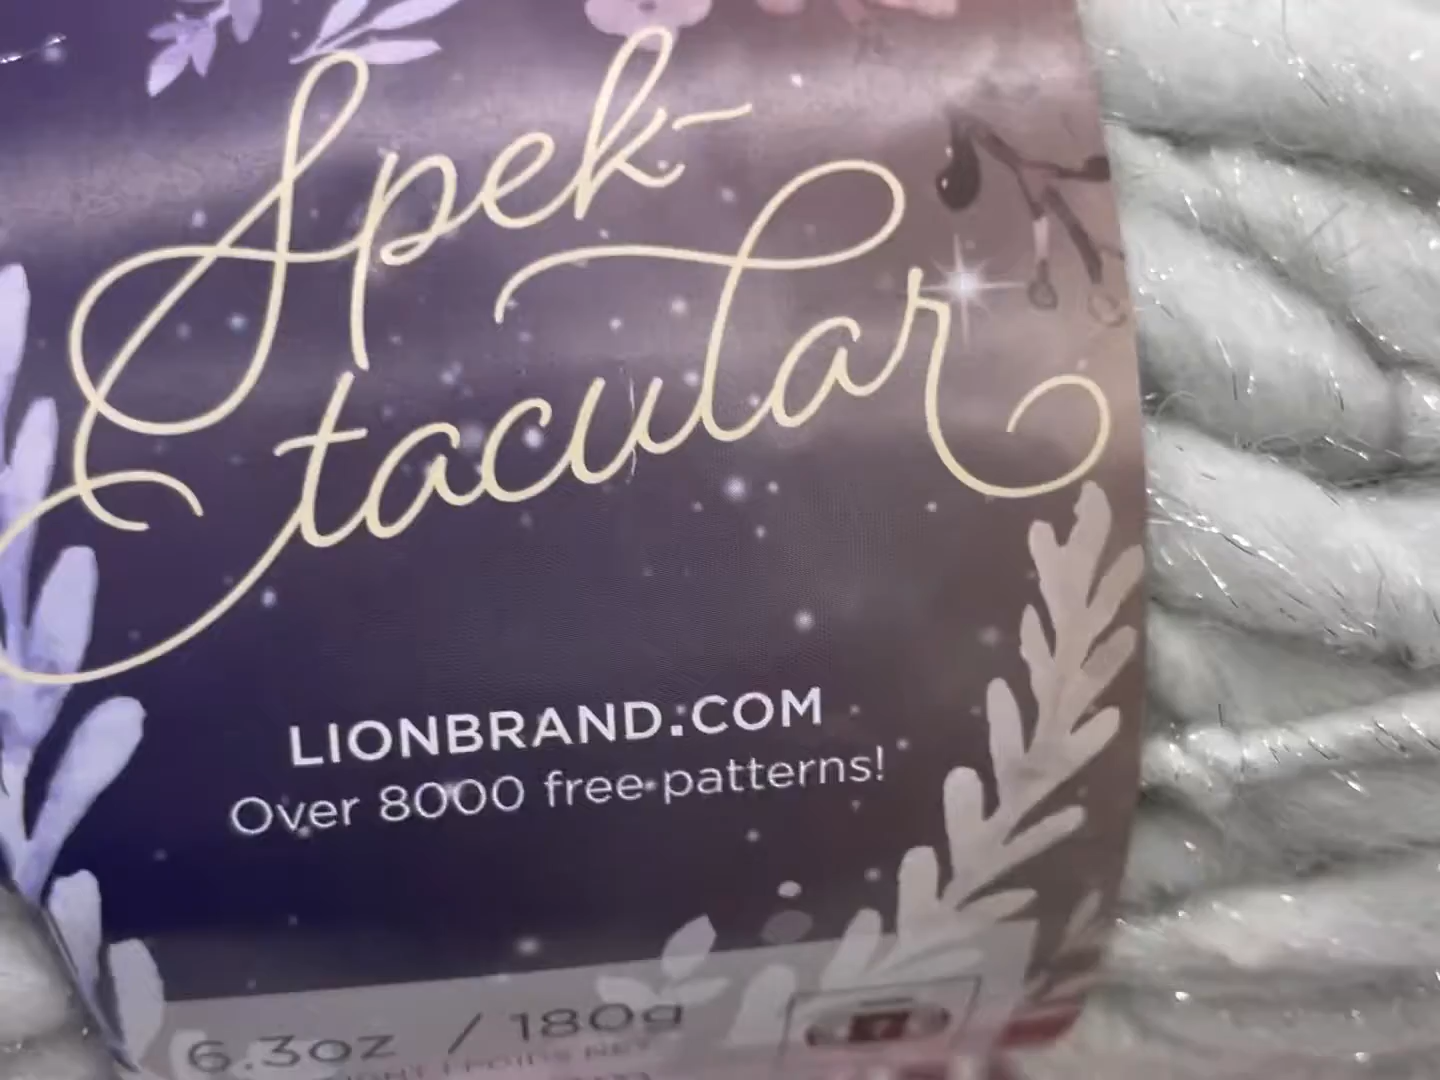 Spek-
tacular
LIONBRAND.COM
Over 8000 free patterns!
6.3oz / 180g